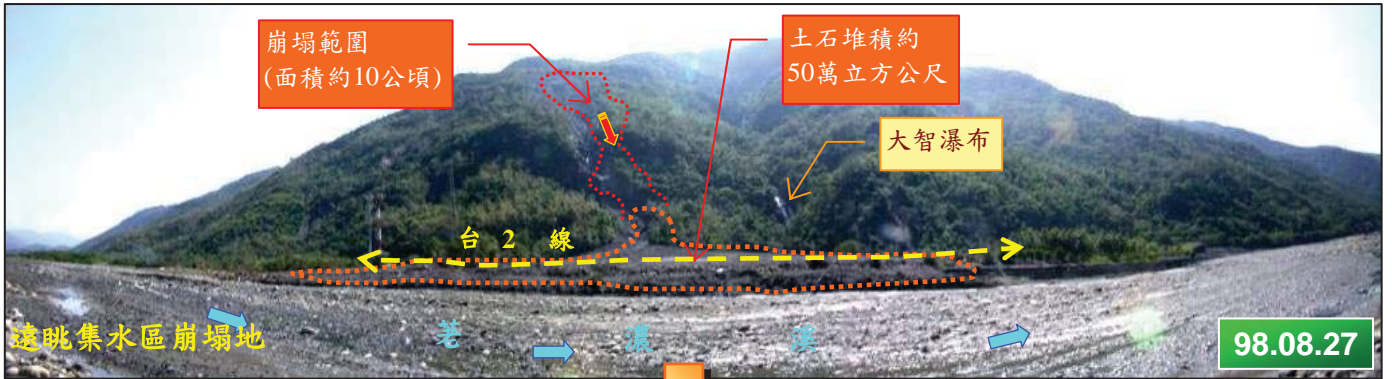 崩塌範圍
(面積約10公頃)
土石堆積約
50萬立方公尺
大智瀑布
台 2 線
遠眺集水區崩塌地
荖 濃 溪
98.08.27